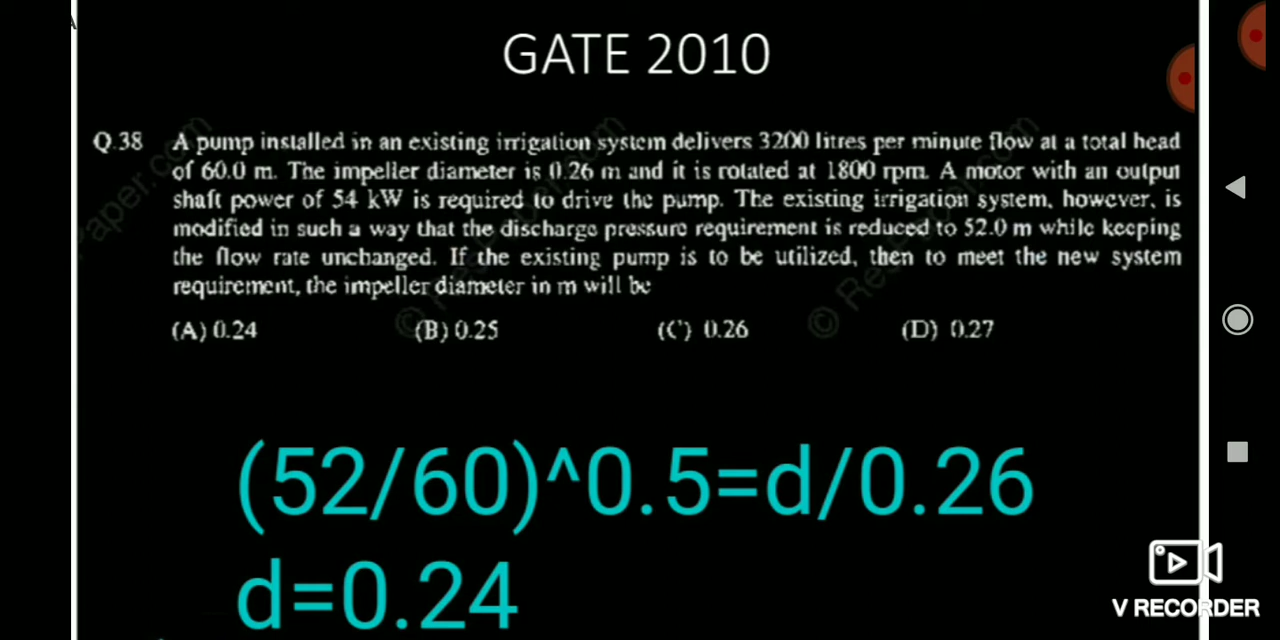 GATE 2010
Q.38 A pump installed in an existing irrigation system delivers 3200 litres per minute flow at a total head
of 60.0 m. The impeller diameter is 0.26 m and it is rotated at 1800 rpm. A motor with an output
shaft power of 54 kW is required to drive the pump. The existing irrigation system, however, is
modified in such a way that the discharge pressure requirement is reduced to 52.0 m while keeping
the flow rate unchanged. If the existing pump is to be utilized, then to meet the new system
requirement, the impeller diameter in m will be
(A) 0.24 (B) 0.25 (C) 0.26 (D) 0.27
(52/60)^0.5=d/0.26
d=0.24
V RECORDER